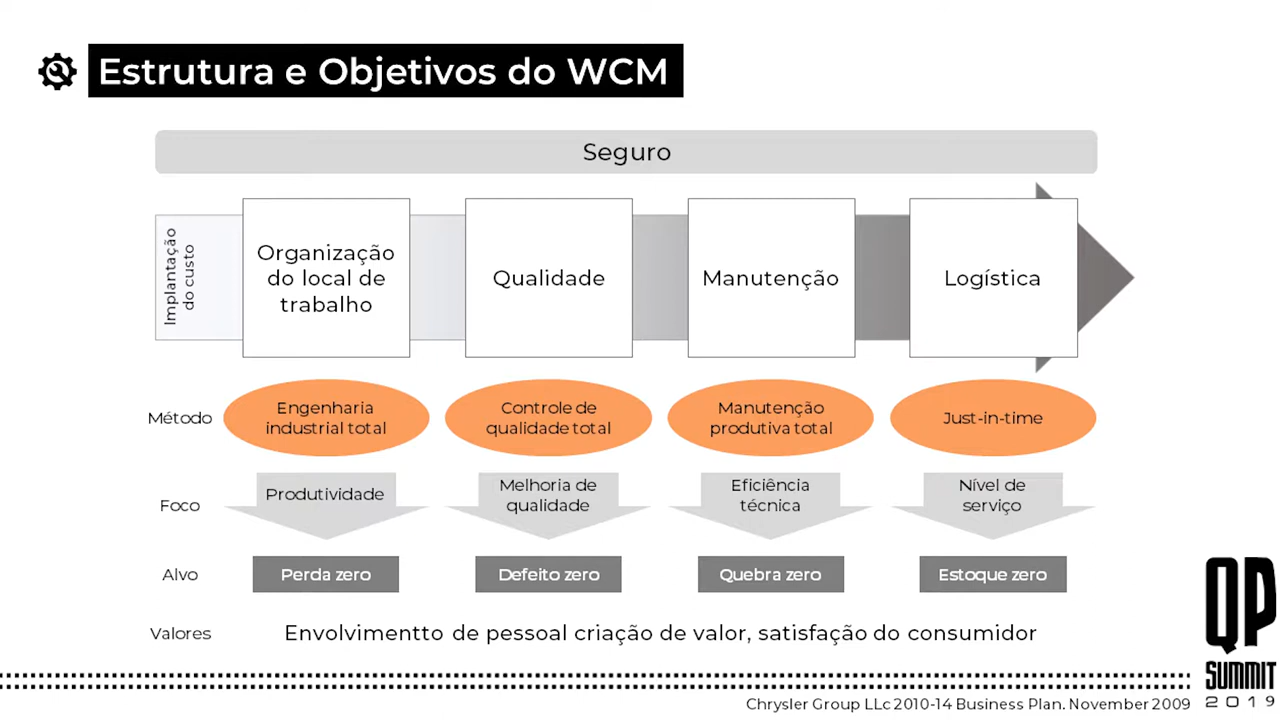 Estrutura e Objetivos do WCM
Seguro
Implantação
do custo
Organização
do local de
trabalho
Qualidade
Manutenção
Logística
Método
Engenharia
industrial total
Controle de
qualidade total
Manutenção
produtiva total
Just-in-time
Foco
Produtividade
Melhoria de
qualidade
Eficiência
técnica
Nível de
serviço
Alvo
Perda zero
Defeito zero
Quebra zero
Estoque zero
Valores
Envolvimentto de pessoal criação de valor, satisfação do consumidor
QP
SUMMIT
2019
Chrysler Group LLc 2010-14 Business Plan. November 2009